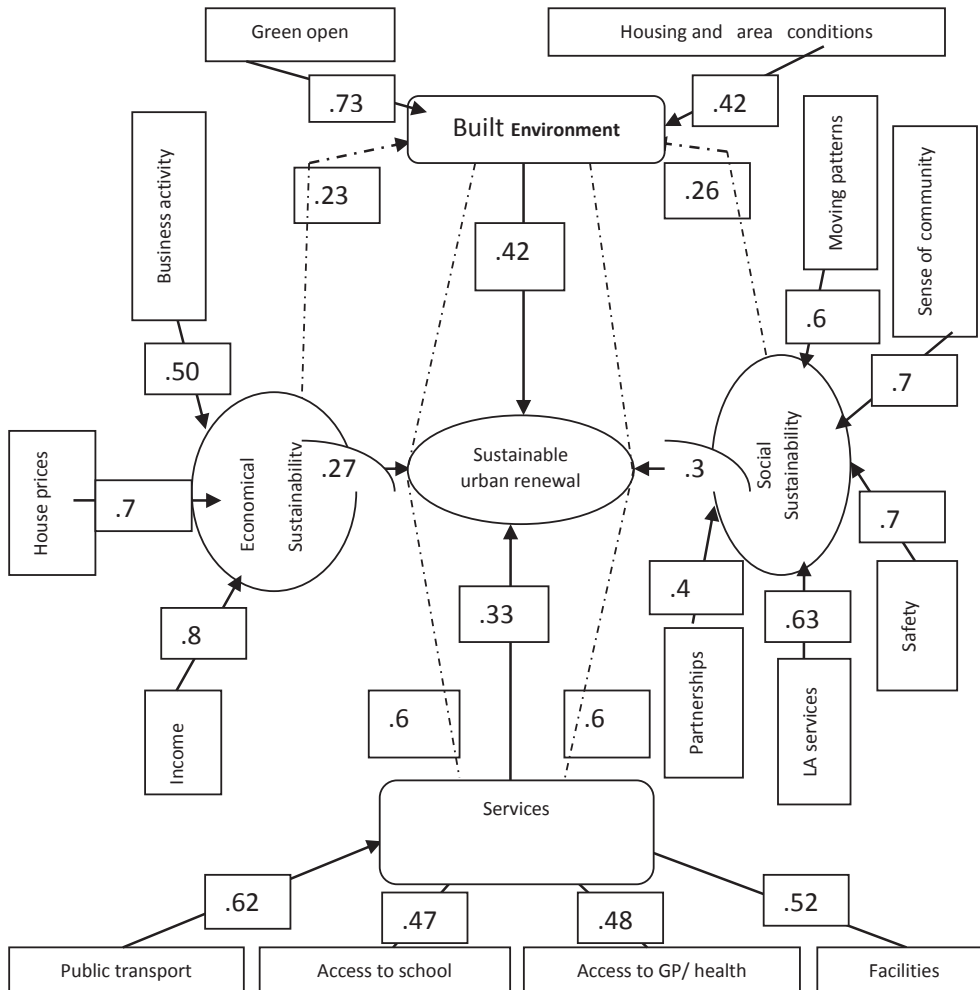 Green open
Housing and area conditions
.73
.42
Built Environment
Business activity
.23
.26
Moving patterns
Sense of community
.42
.50
.6
.7
House prices
.7
Economical
Sustainability
.27
Sustainable
urban renewal
.3
Social
Sustainability
.7
Safety
.8
Income
.33
.4
Partnerships
.63
LA services
.6
.6
Services
.62
.47
.48
.52
Public transport
Access to school
Access to GP/ health
Facilities